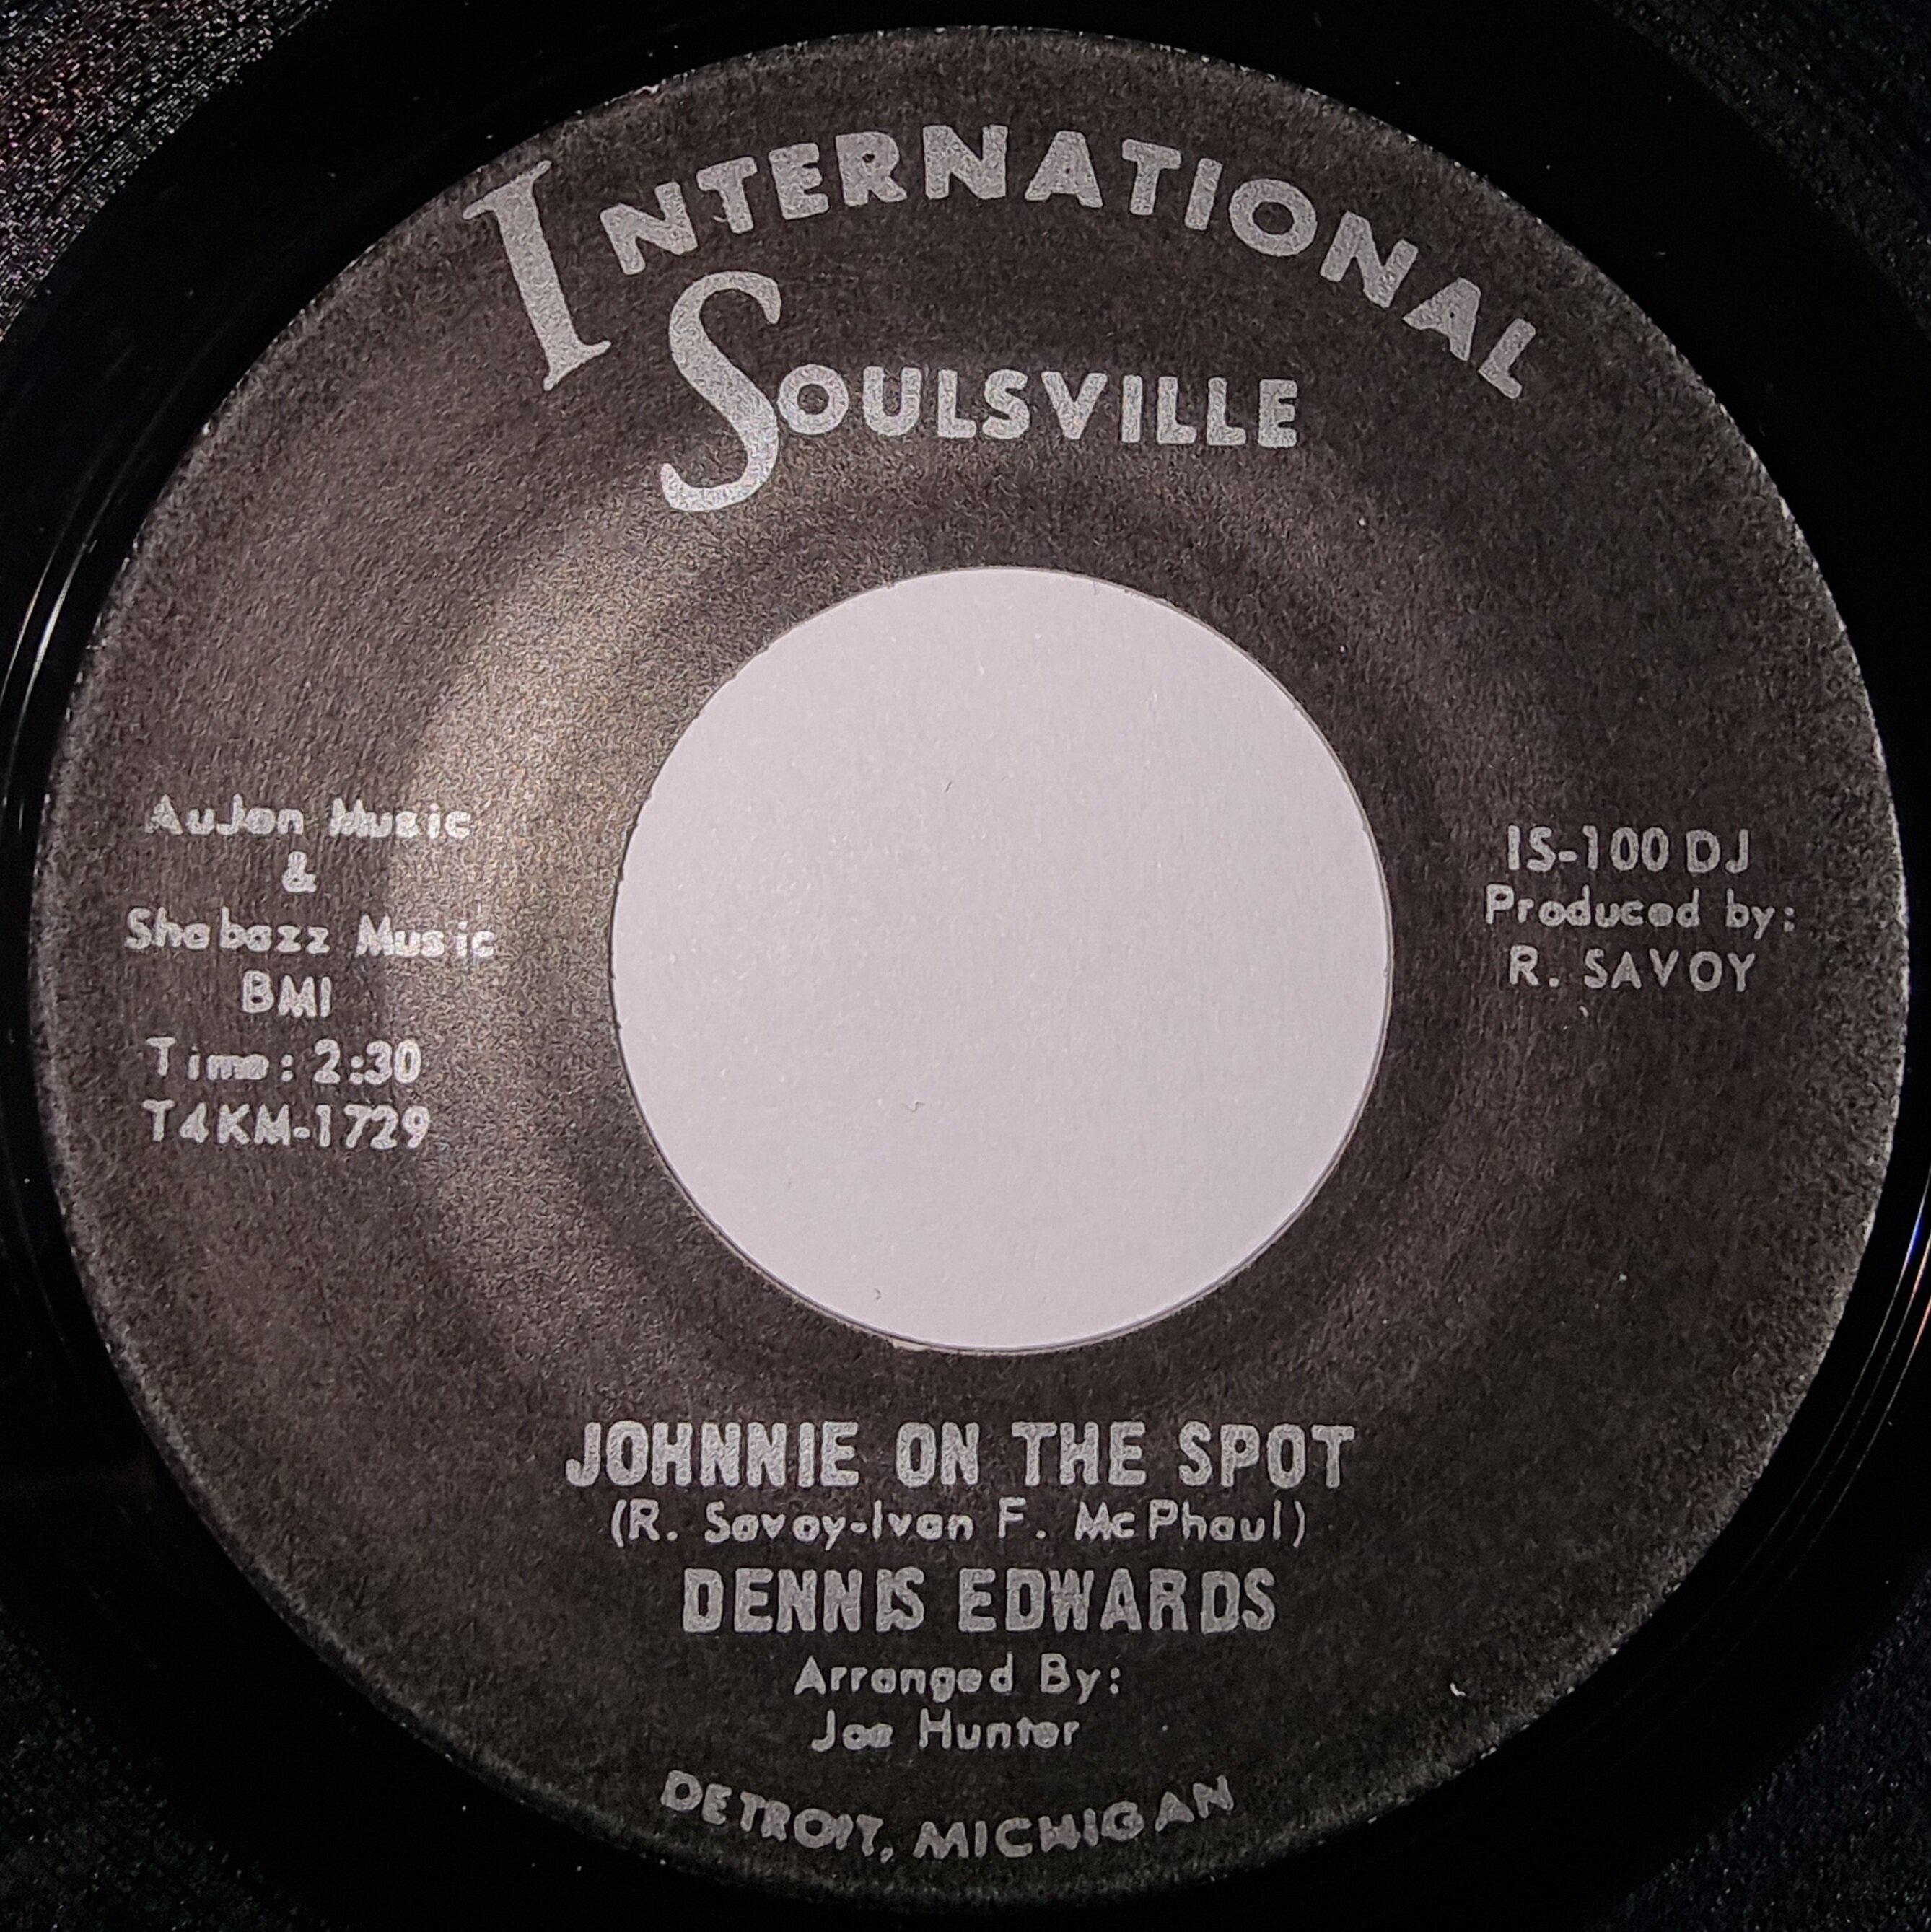 INTERNATIONAL
SOULSVILLE
AuJon Music
&
Shabazz Music
BMI
Time: 2:30
T4KM-1729
IS-100 DJ
Produced by:
R. SAVOY
JOHNNIE ON THE SPOT
(R. Savoy-Ivan F. McPhaul)
DENNIS EDWARDS
Arranged By:
Joe Hunter
DETROIT, MICHIGAN